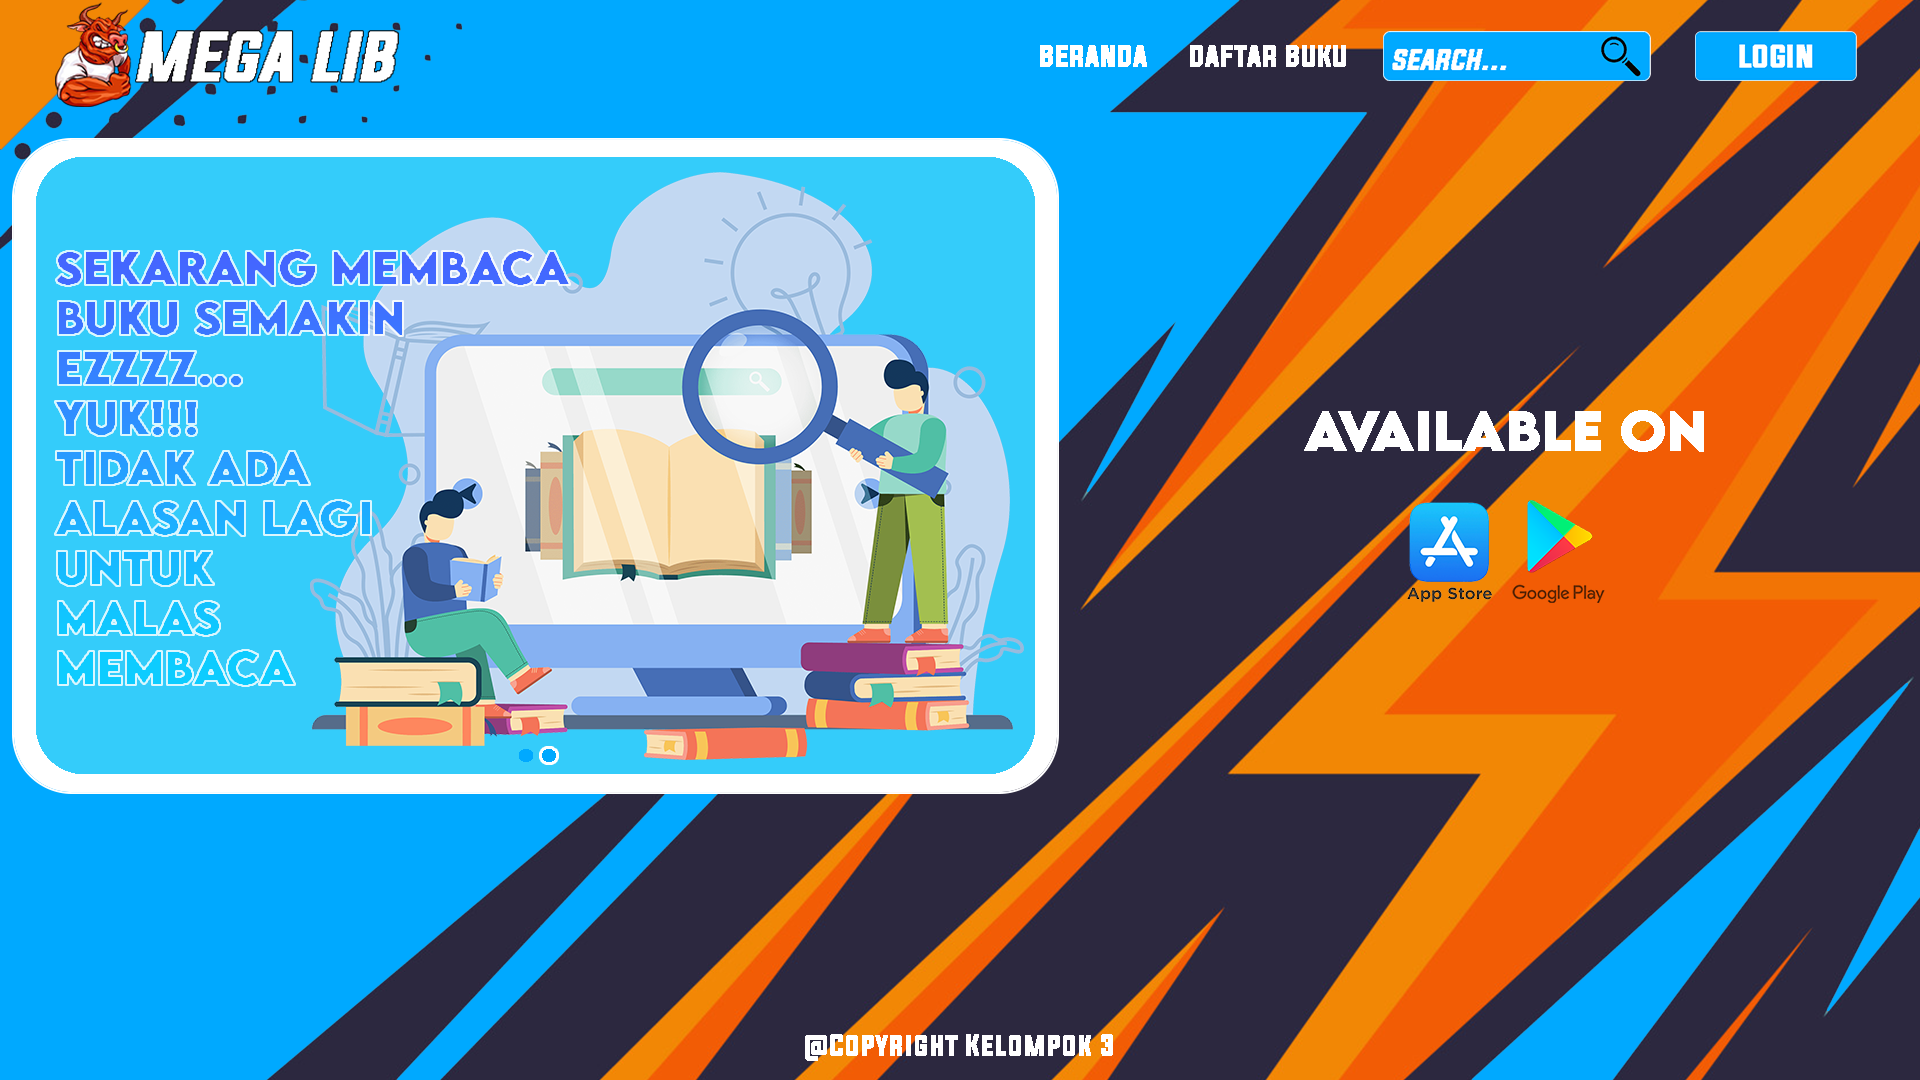 MEGA LIB
BERANDA
DAFTAR BUKU
SEARCH...
LOGIN
SEKARANG MEMBACA
BUKU SEMAKIN
EZZZZ...
YUK!!!
TIDAK ADA
ALASAN LAGI
UNTUK
MALAS
MEMBACA
AVAILABLE ON
App Store
Google Play
@Copyright Kelompok 3